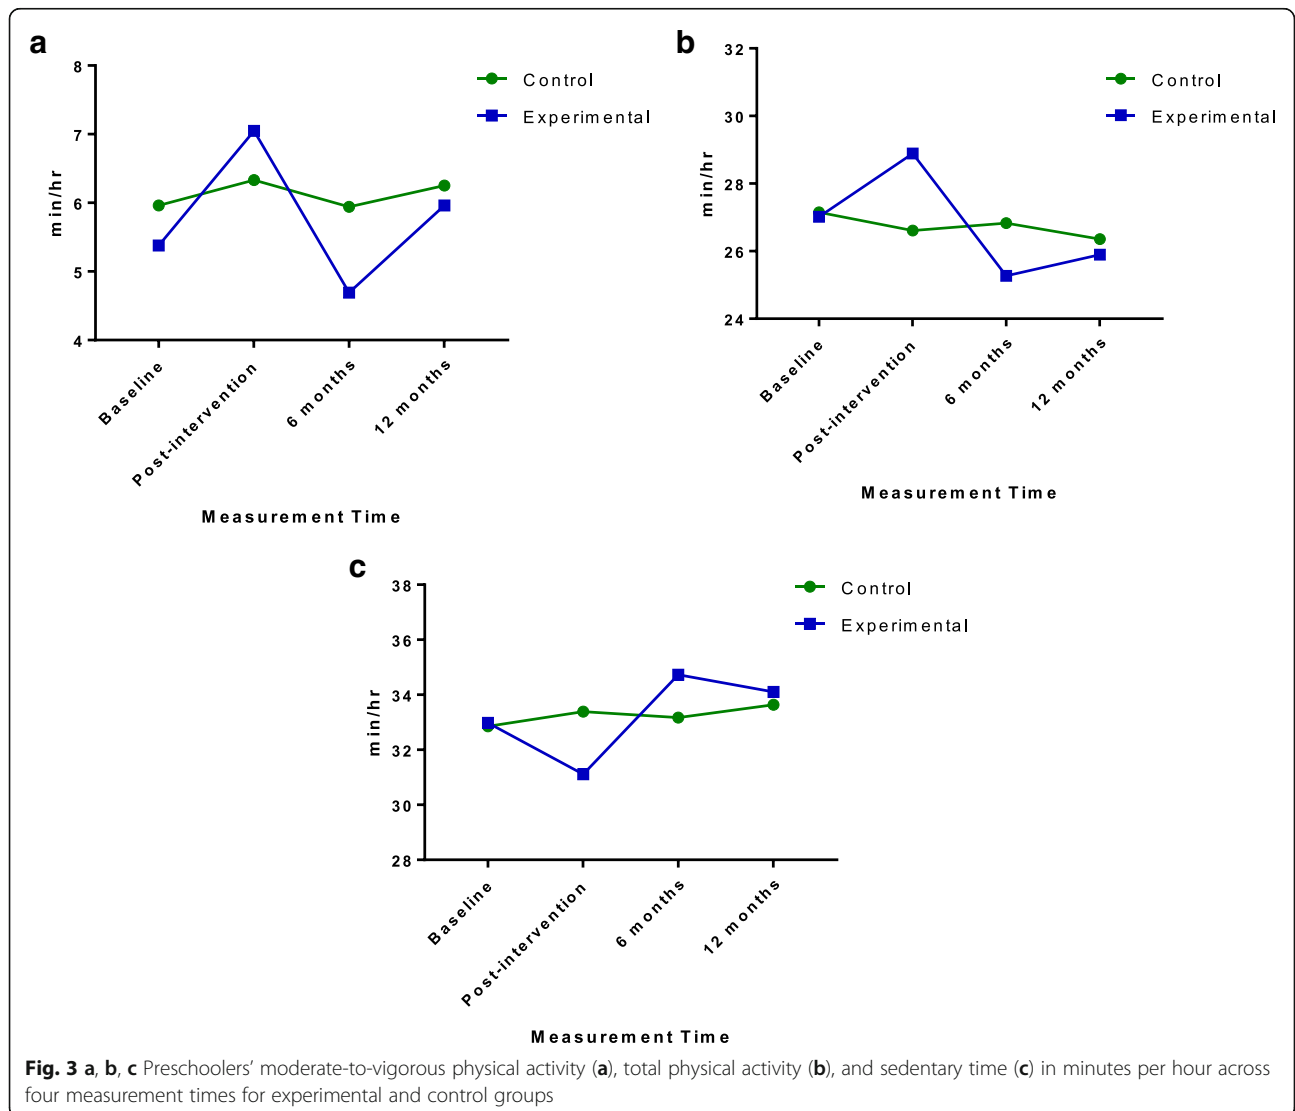 a
8
7
6
5
4
min/hr
Control
Experimental
Baseline
Post-intervention
6 months
12 months
Measurement Time
b
32
30
28
26
24
min/hr
Control
Experimental
Baseline
Post-intervention
6 months
12 months
Measurement Time
c
38
36
34
32
30
28
min/hr
Control
Experimental
Baseline
Post-intervention
6 months
12 months
Measurement Time
Fig. 3 a, b, c Preschoolers’ moderate-to-vigorous physical activity (a), total physical activity (b), and sedentary time (c) in minutes per hour across
four measurement times for experimental and control groups